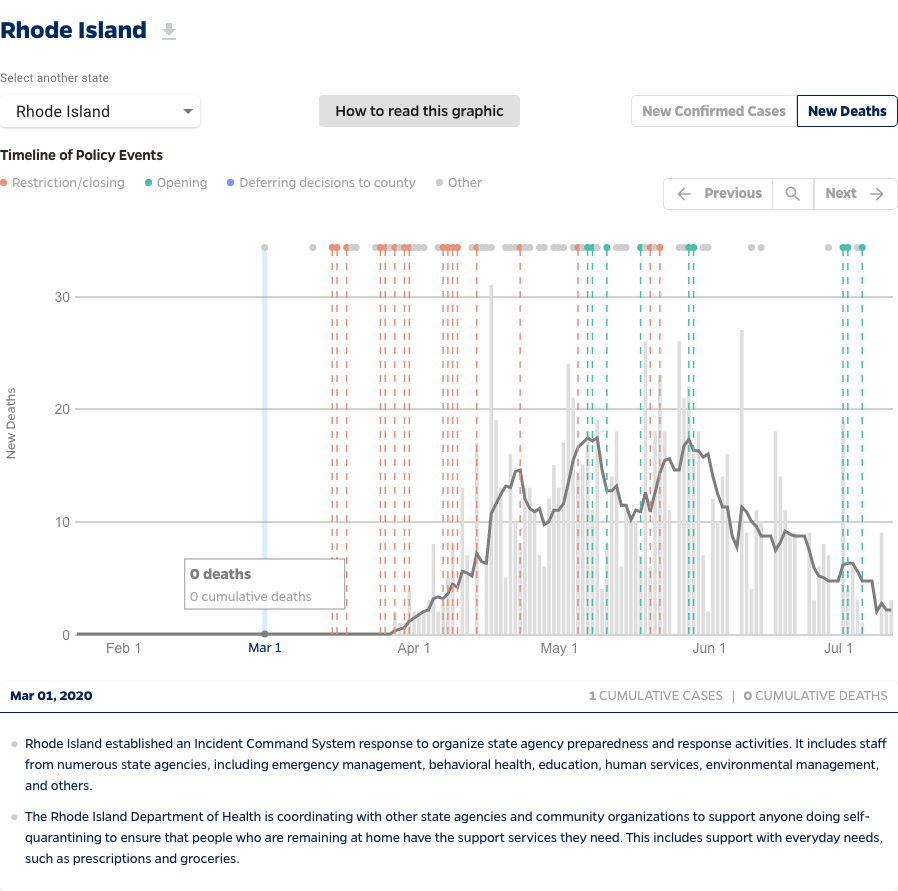 Rhode Island
Select another state
Rhode Island
How to read this graphic
New Confirmed Cases
New Deaths
Timeline of Policy Events
Restriction/closing
Opening
Deferring decisions to county
Other
Previous
Next
New Deaths
30
20
10
0
0 deaths
0 cumulative deaths
Feb 1
Mar 1
Apr 1
May 1
Jun 1
Jul 1
Mar 01, 2020
1 CUMULATIVE CASES | 0 CUMULATIVE DEATHS
Rhode Island established an Incident Command System response to organize state agency preparedness and response activities. It includes staff
from numerous state agencies, including emergency management, behavioral health, education, human services, environmental management,
and others.
The Rhode Island Department of Health is coordinating with other state agencies and community organizations to support anyone doing self-
quarantining to ensure that people who are remaining at home have the support services they need. This includes support with everyday needs,
such as prescriptions and groceries.